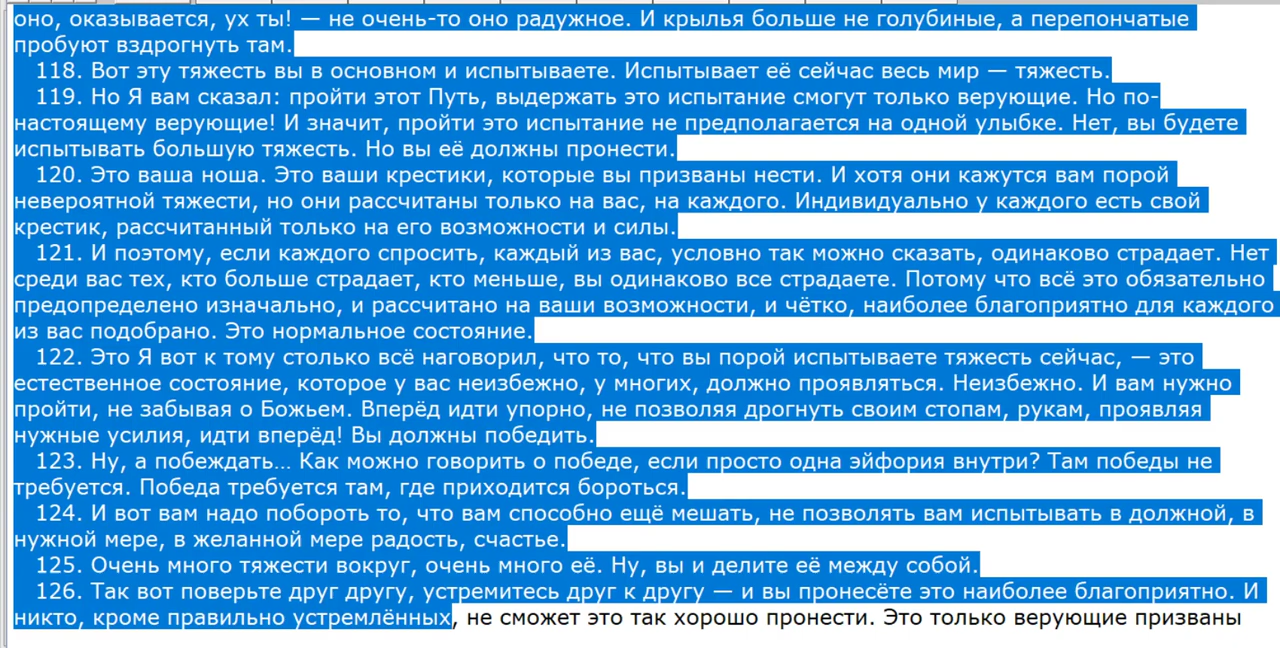 оно, оказывается, ух ты! — не очень-то оно радужное. И крылья больше не голубиные, а перепончатые
пробуют вздрогнуть там.
118. Вот эту тяжесть вы в основном и испытываете. Испытывает её сейчас весь мир — тяжесть.
119. Но Я вам сказал: пройти этот Путь, выдержать это испытание смогут только верующие. Но по-
настоящему верующие! И значит, пройти это испытание не предполагается на одной улыбке. Нет, вы будете
испытывать большую тяжесть. Но вы её должны пронести.
120. Это ваша ноша. Это ваши крестики, которые вы призваны нести. И хотя они кажутся вам порой
невероятной тяжести, но они рассчитаны только на вас, на каждого. Индивидуально у каждого есть свой
крестик, рассчитанный только на его возможности и силы.
121. И поэтому, если каждого спросить, каждый из вас, условно так можно сказать, одинаково страдает. Нет
среди вас тех, кто больше страдает, кто меньше, вы одинаково все страдаете. Потому что всё это обязательно
предопределено изначально, и рассчитано на ваши возможности, и чётко, наиболее благоприятно для каждого
из вас подобрано. Это нормальное состояние.
122. Это Я вот к тому столько всё наговорил, что то, что вы порой испытываете тяжесть сейчас, — это
естественное состояние, которое у вас неизбежно, у многих, должно проявляться. Неизбежно. И вам нужно
пройти, не забывая о Божьем. Вперёд идти упорно, не позволяя дрогнуть своим стопам, рукам, проявляя
нужные усилия, идти вперёд! Вы должны победить.
123. Ну, а побеждать… Как можно говорить о победе, если просто одна эйфория внутри? Там победы не
требуется. Победа требуется там, где приходится бороться.
124. И вот вам надо побороть то, что вам способно ещё мешать, не позволять вам испытывать в должной, в
нужной мере, в желанной мере радость, счастье.
125. Очень много тяжести вокруг, очень много её. Ну, вы и делите её между собой.
126. Так вот поверьте друг другу, устремитесь друг к другу — и вы пронесёте это наиболее благоприятно. И
никто, кроме правильно устремлённых, не сможет это так хорошо пронести. Это только верующие призваны